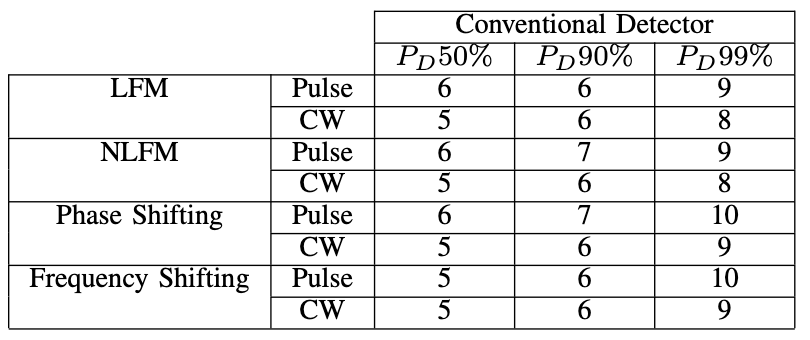 Conventional Detector
P_D 50% P_D 90% P_D 99%
LFM Pulse 6 6 9
CW 5 6 8
NLFM Pulse 6 7 9
CW 5 6 8
Phase Shifting Pulse 6 7 10
CW 5 6 9
Frequency Shifting Pulse 5 6 10
CW 5 6 9